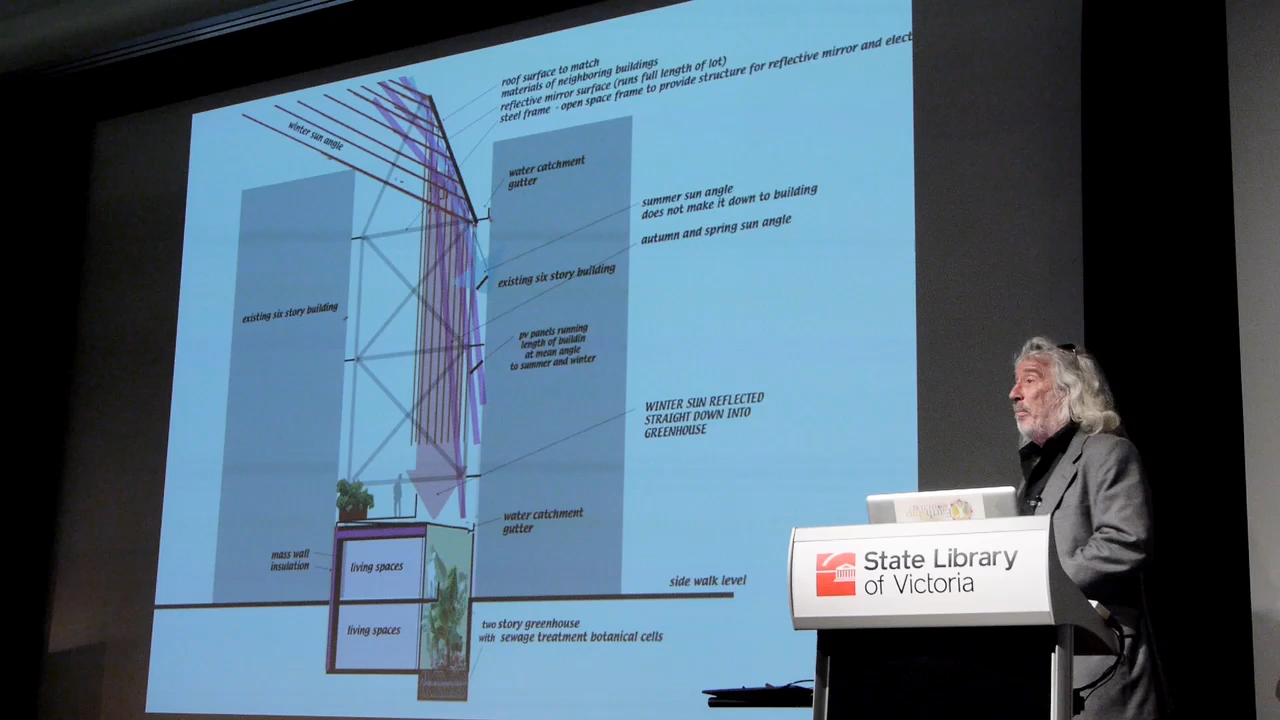 roof surface to match
materials of neighboring buildings
reflective mirror surface (runs full length of lot)
steel frame - open space frame to provide structure for reflective mirror and elect
winter sun angle
water catchment
gutter
summer sun angle
does not make it down to building
autumn and spring sun angle
existing six story building
existing six story building
pv panels running
length of buildin
at mean angle
to summer and winter
WINTER SUN REFLECTED
STRAIGHT DOWN INTO
GREENHOUSE
water catchment
gutter
mass wall
insulation
living spaces
side walk level
living spaces
two story greenhouse
with sewage treatment botanical cells
State Library
of Victoria